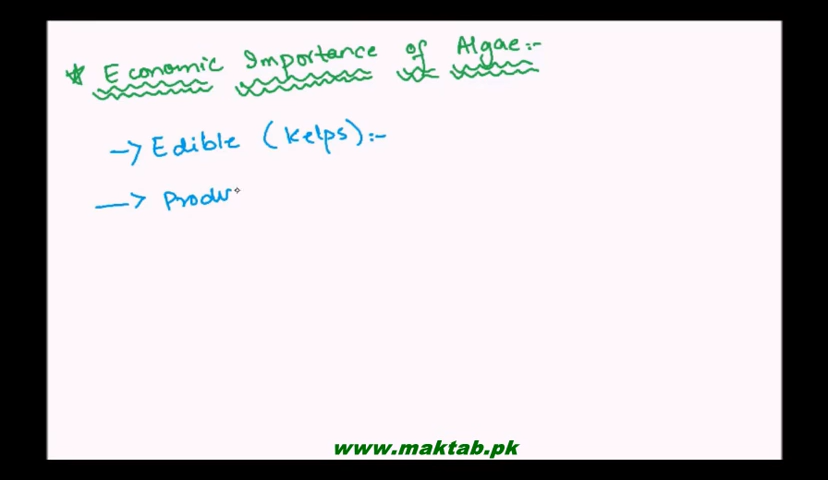 * Economic Importance of Algae:-
→ Edible (Kelps):-
→ Produ
www.maktab.pk